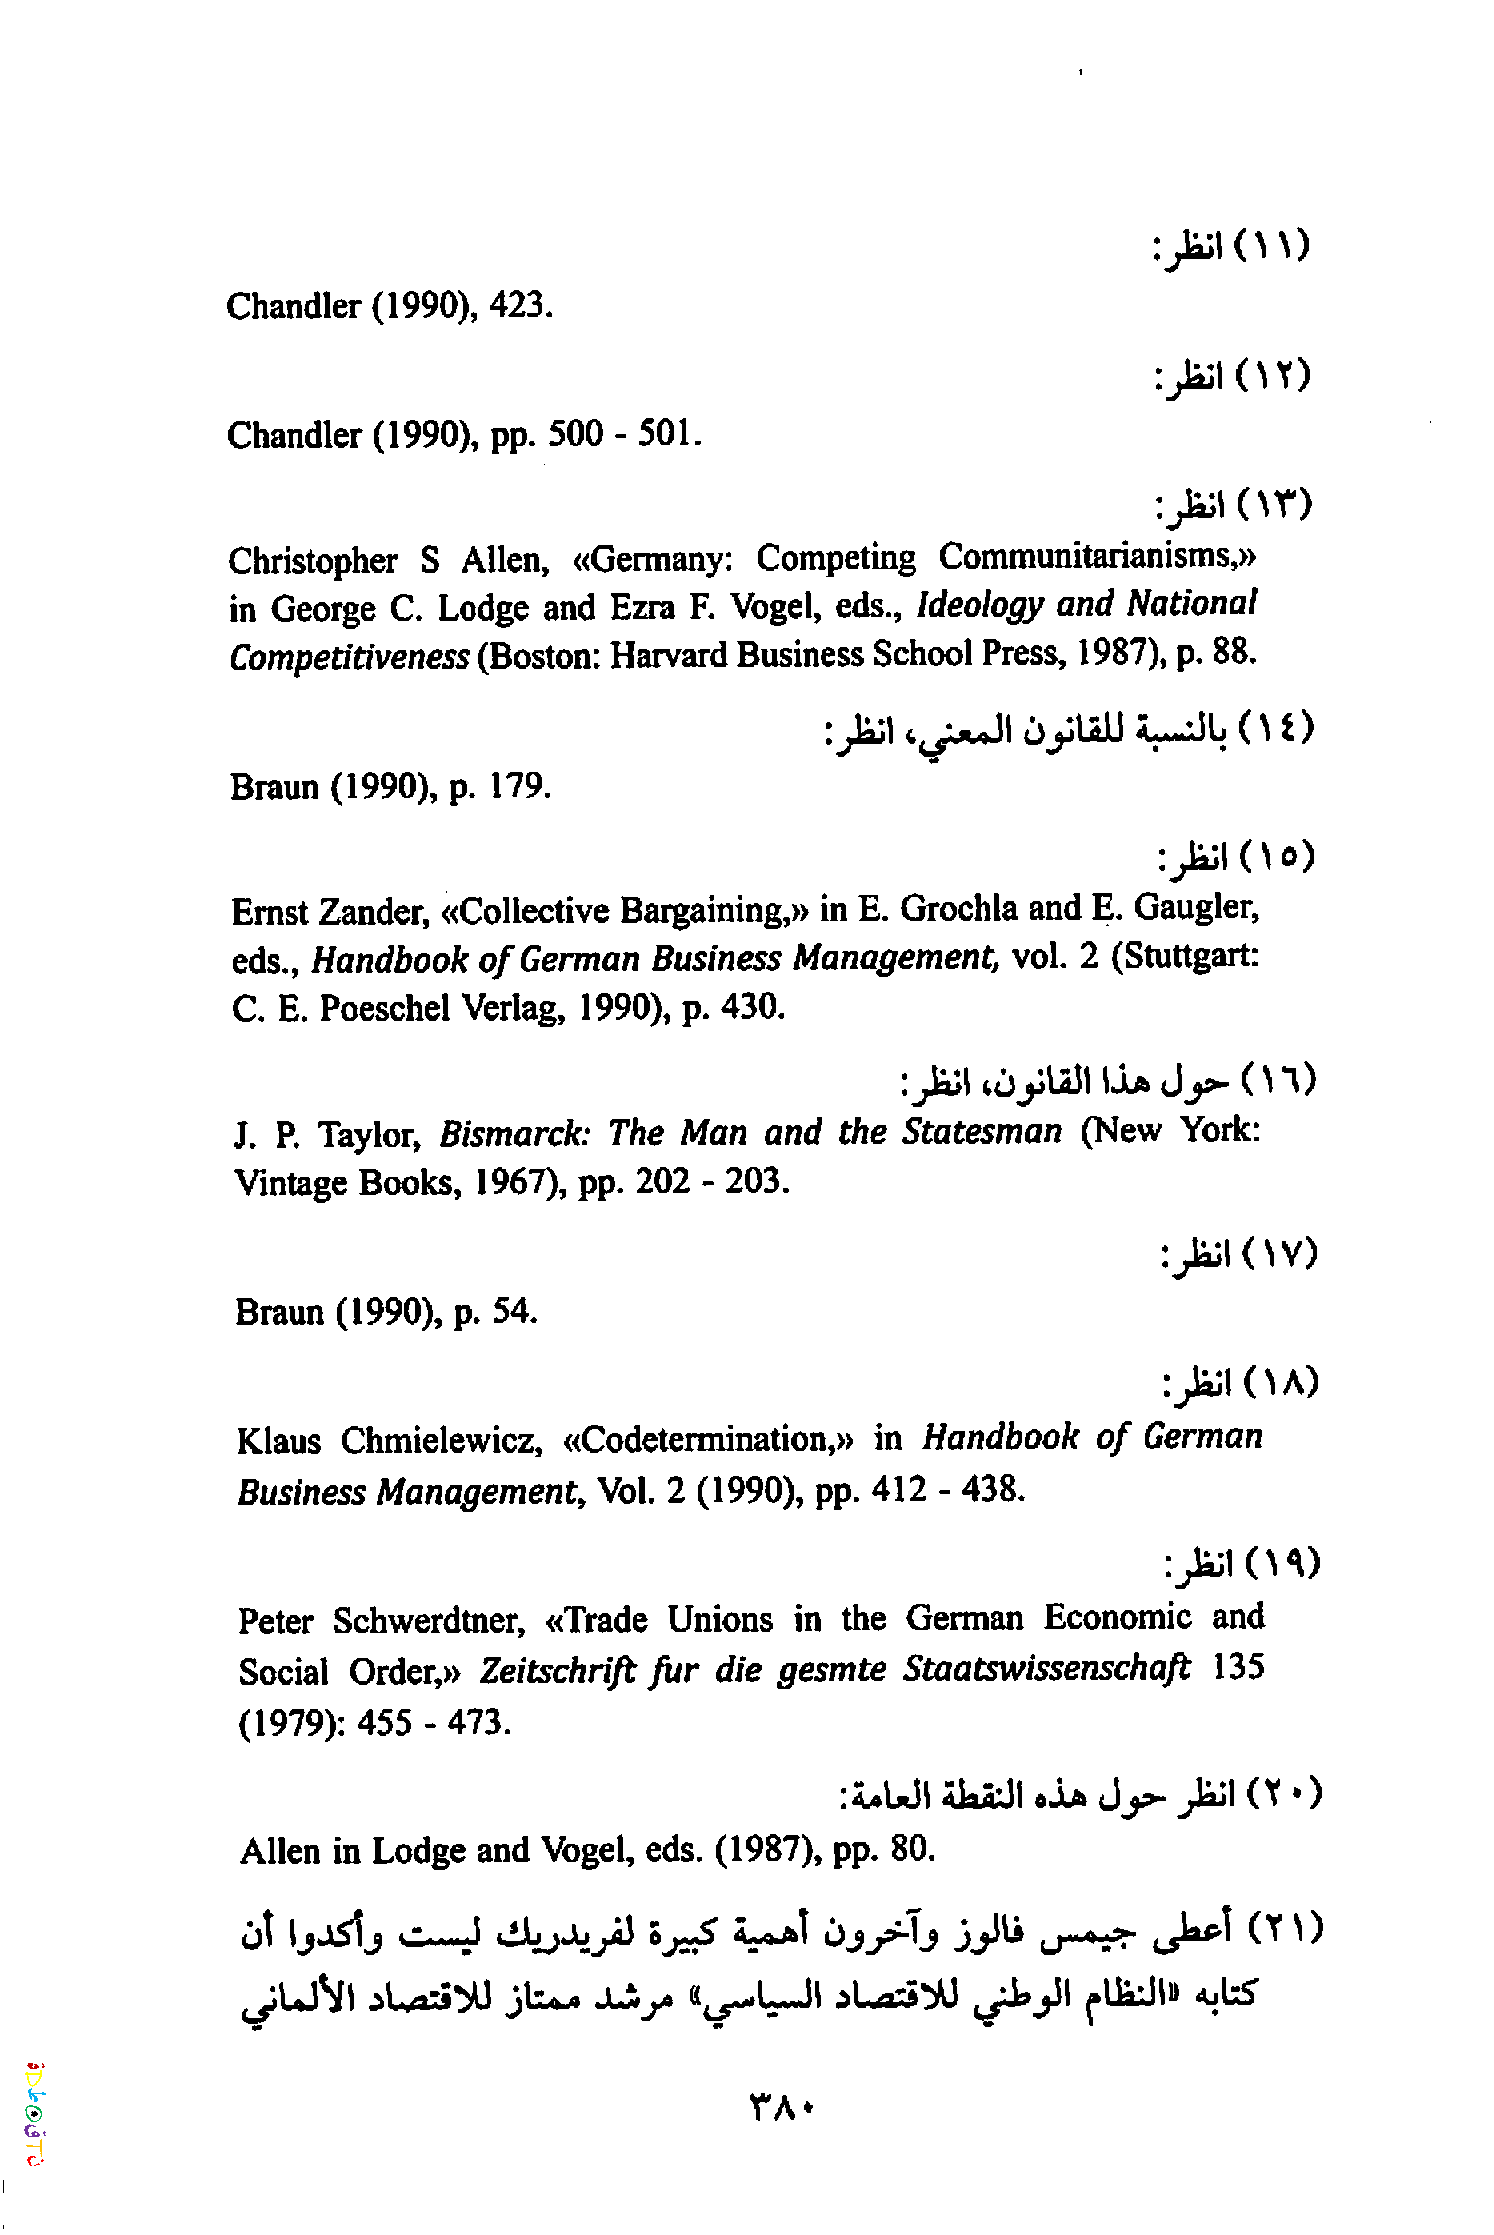 (١١) انظر:
Chandler (1990), 423.
(١٢) انظر:
Chandler (1990), pp. 500 - 501.
(١٣) انظر:
Christopher S Allen, «Germany: Competing Communitarianisms,»
in George C. Lodge and Ezra F. Vogel, eds., Ideology and National
Competitiveness (Boston: Harvard Business School Press, 1987), p. 88.
(١٤) بالنسبة للقانون المعني، انظر:
Braun (1990), p. 179.
(١٥) انظر:
Ernst Zander, «Collective Bargaining,» in E. Grochla and E. Gaugler,
eds., Handbook of German Business Management, vol. 2 (Stuttgart:
C. E. Poeschel Verlag, 1990), p. 430.
(١٦) حول هذا القانون، انظر:
J. P. Taylor, Bismarck: The Man and the Statesman (New York:
Vintage Books, 1967), pp. 202 - 203.
(١٧) انظر:
Braun (1990), p. 54.
(١٨) انظر:
Klaus Chmielewicz, «Codetermination,» in Handbook of German
Business Management, Vol. 2 (1990), pp. 412 - 438.
(١٩) انظر:
Peter Schwerdtner, «Trade Unions in the German Economic and
Social Order,» Zeitschrift fur die gesmte Staatswissenschaft 135
(1979): 455 - 473.
(٢٠) انظر حول هذه النقطة العامة:
Allen in Lodge and Vogel, eds. (1987), pp. 80.
(٢١) أعطى جيمس فالوز وآخرون أهمية كبيرة لفريدريك ليست وأكدوا أن
كتابه «النظام الوطني للاقتصاد السياسي» مرشد ممتاز للاقتصاد الألماني
٣٨٠